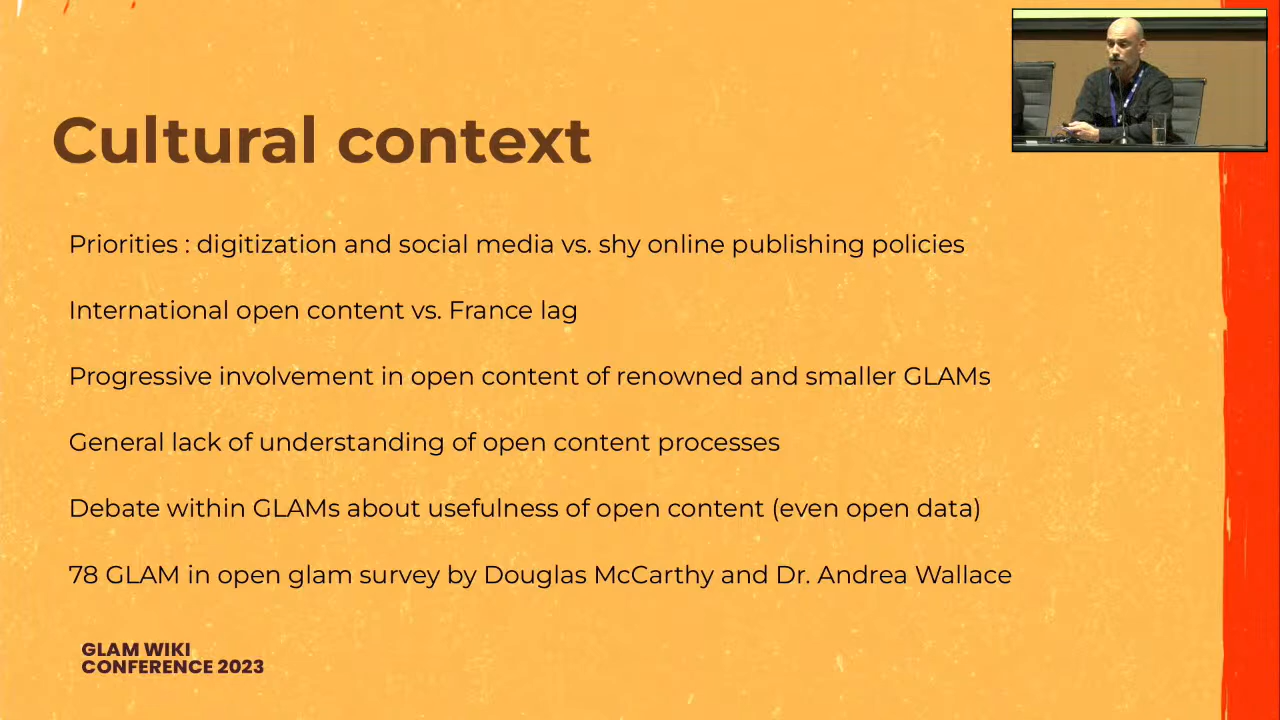 Cultural context
Priorities : digitization and social media vs. shy online publishing policies
International open content vs. France lag
Progressive involvement in open content of renowned and smaller GLAMs
General lack of understanding of open content processes
Debate within GLAMs about usefulness of open content (even open data)
78 GLAM in open glam survey by Douglas McCarthy and Dr. Andrea Wallace
GLAM WIKI
CONFERENCE 2023